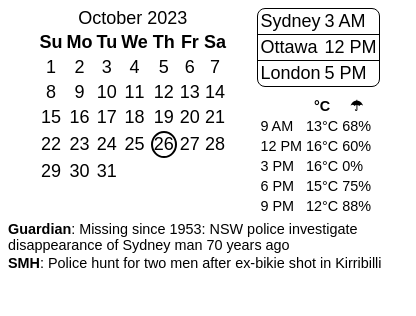 October 2023
Su Mo Tu We Th Fr Sa
1 2 3 4 5 6 7
8 9 10 11 12 13 14
15 16 17 18 19 20 21
22 23 24 25 26 27 28
29 30 31
Sydney 3 AM
Ottawa 12 PM
London 5 PM
°C ☂
9 AM 13°C 68%
12 PM 16°C 60%
3 PM 16°C 0%
6 PM 15°C 75%
9 PM 12°C 88%
Guardian: Missing since 1953: NSW police investigate
disappearance of Sydney man 70 years ago
SMH: Police hunt for two men after ex-bikie shot in Kirribilli